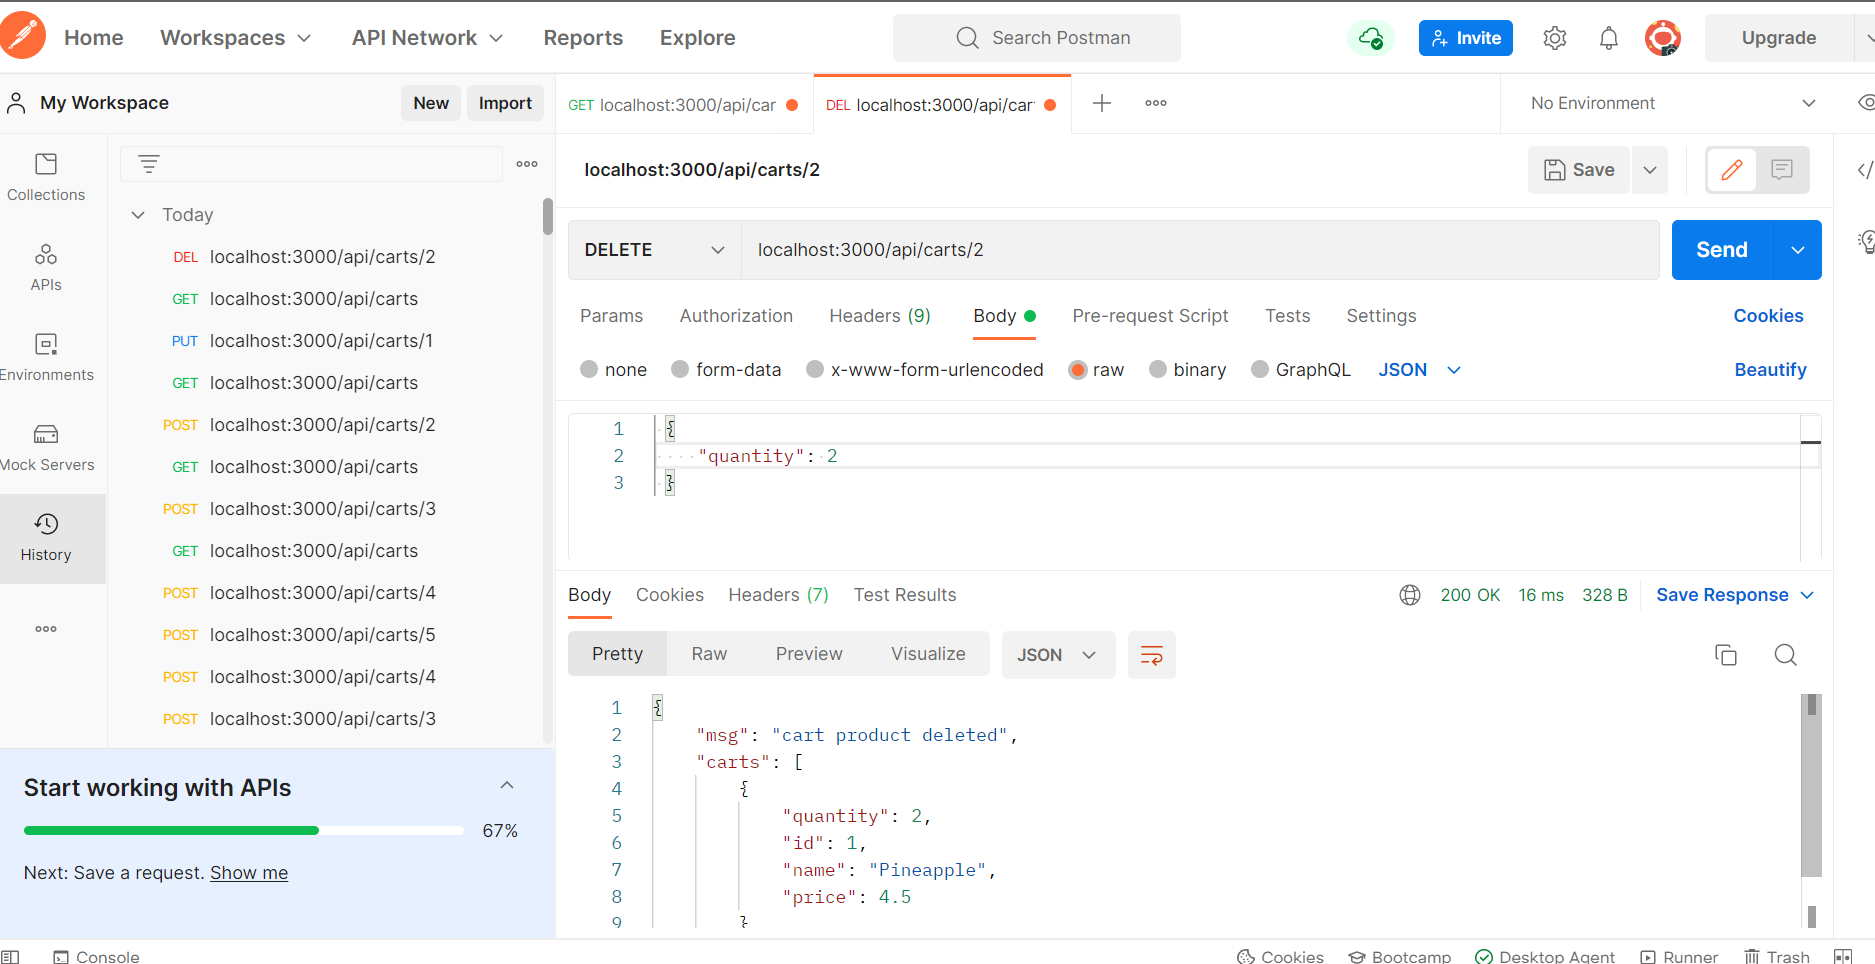 Home Workspaces API Network Reports Explore Search Postman Invite Upgrade
My Workspace New Import
GET localhost:3000/api/car DEL localhost:3000/api/car No Environment
Collections
APIs
Environments
Mock Servers
History
Today
DEL localhost:3000/api/carts/2
GET localhost:3000/api/carts
PUT localhost:3000/api/carts/1
GET localhost:3000/api/carts
POST localhost:3000/api/carts/2
GET localhost:3000/api/carts
POST localhost:3000/api/carts/3
GET localhost:3000/api/carts
POST localhost:3000/api/carts/4
POST localhost:3000/api/carts/5
POST localhost:3000/api/carts/4
POST localhost:3000/api/carts/3
Start working with APIs
67%
Next: Save a request. Show me
localhost:3000/api/carts/2 Save
DELETE localhost:3000/api/carts/2 Send
Params Authorization Headers (9) Body Pre-request Script Tests Settings Cookies
none form-data x-www-form-urlencoded raw binary GraphQL JSON Beautify
1 {
2 "quantity": 2
3 }
Body Cookies Headers (7) Test Results 200 OK 16 ms 328 B Save Response
Pretty Raw Preview Visualize JSON
1 {
2 "msg": "cart product deleted",
3 "carts": [
4 {
5 "quantity": 2,
6 "id": 1,
7 "name": "Pineapple",
8 "price": 4.5
9 }
Console Cookies Bootcamp Desktop Agent Runner Trash